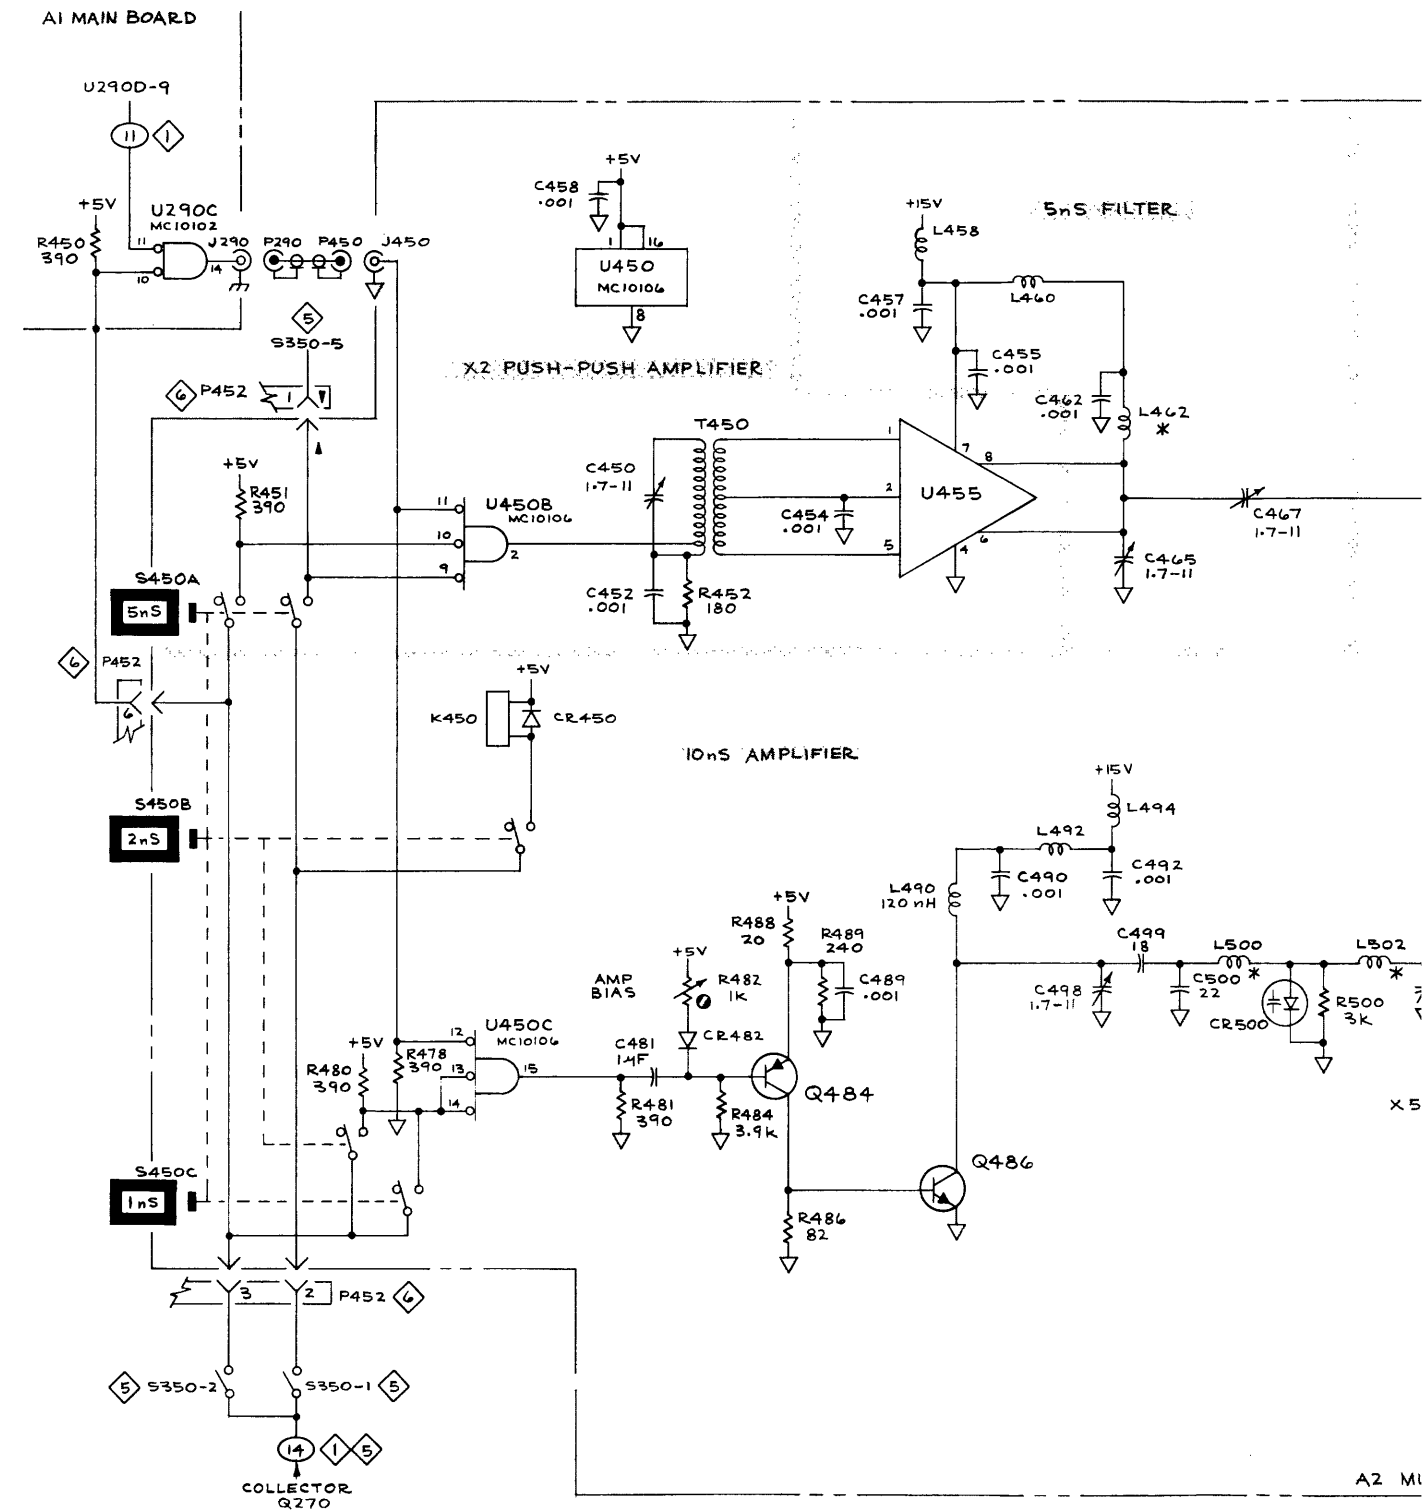 A1 MAIN BOARD
U290D-9
11
1
+5V
R450
390
U290C
MC10102
11
10
14
J290
P290
P450
J450
5
S350-5
6
P452
1
+5V
C458
.001
1
16
U450
MC10106
8
X2 PUSH-PUSH AMPLIFIER
5nS FILTER
+15V
L458
C457
.001
L460
C455
.001
C462
.001
L462
*
T450
C450
1.7-11
+5V
R451
390
11
10
9
U450B
MC10106
2
C452
.001
R452
180
C454
.001
1
2
5
U455
7
8
6
4
C467
1.7-11
C465
1.7-11
S450A
5nS
6
P452
6
+5V
K450
CR450
10nS AMPLIFIER
S450B
2nS
+15V
L494
L492
C490
.001
C492
.001
L490
120 nH
+5V
R488
20
R489
240
C489
.001
+5V
AMP
BIAS
R482
1K
CR482
C499
18
L500
*
L502
*
C498
1.7-11
C500
22
CR500
R500
3K
+5V
R480
390
R478
390
12
13
14
U450C
MC10106
15
C481
1µF
R481
390
R484
3.9K
Q484
X5
Q486
R486
82
S450C
1nS
3
2
P452
6
5
S350-2
S350-1
5
14
1
5
COLLECTOR
Q270
A2 MI